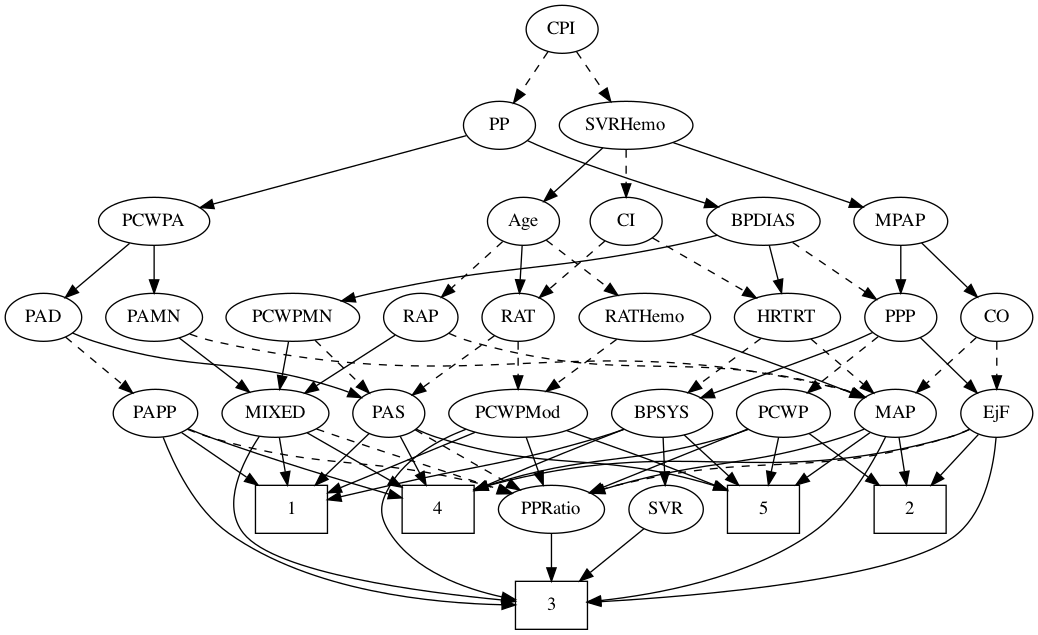 CPI
PP
SVRHemo
PCWPA
Age
CI
BPDIAS
MPAP
PAD
PAMN
PCWPMN
RAP
RAT
RATHemo
HRTRT
PPP
CO
PAPP
MIXED
PAS
PCWPMod
BPSYS
PCWP
MAP
EjF
1
4
PPRatio
SVR
5
2
3